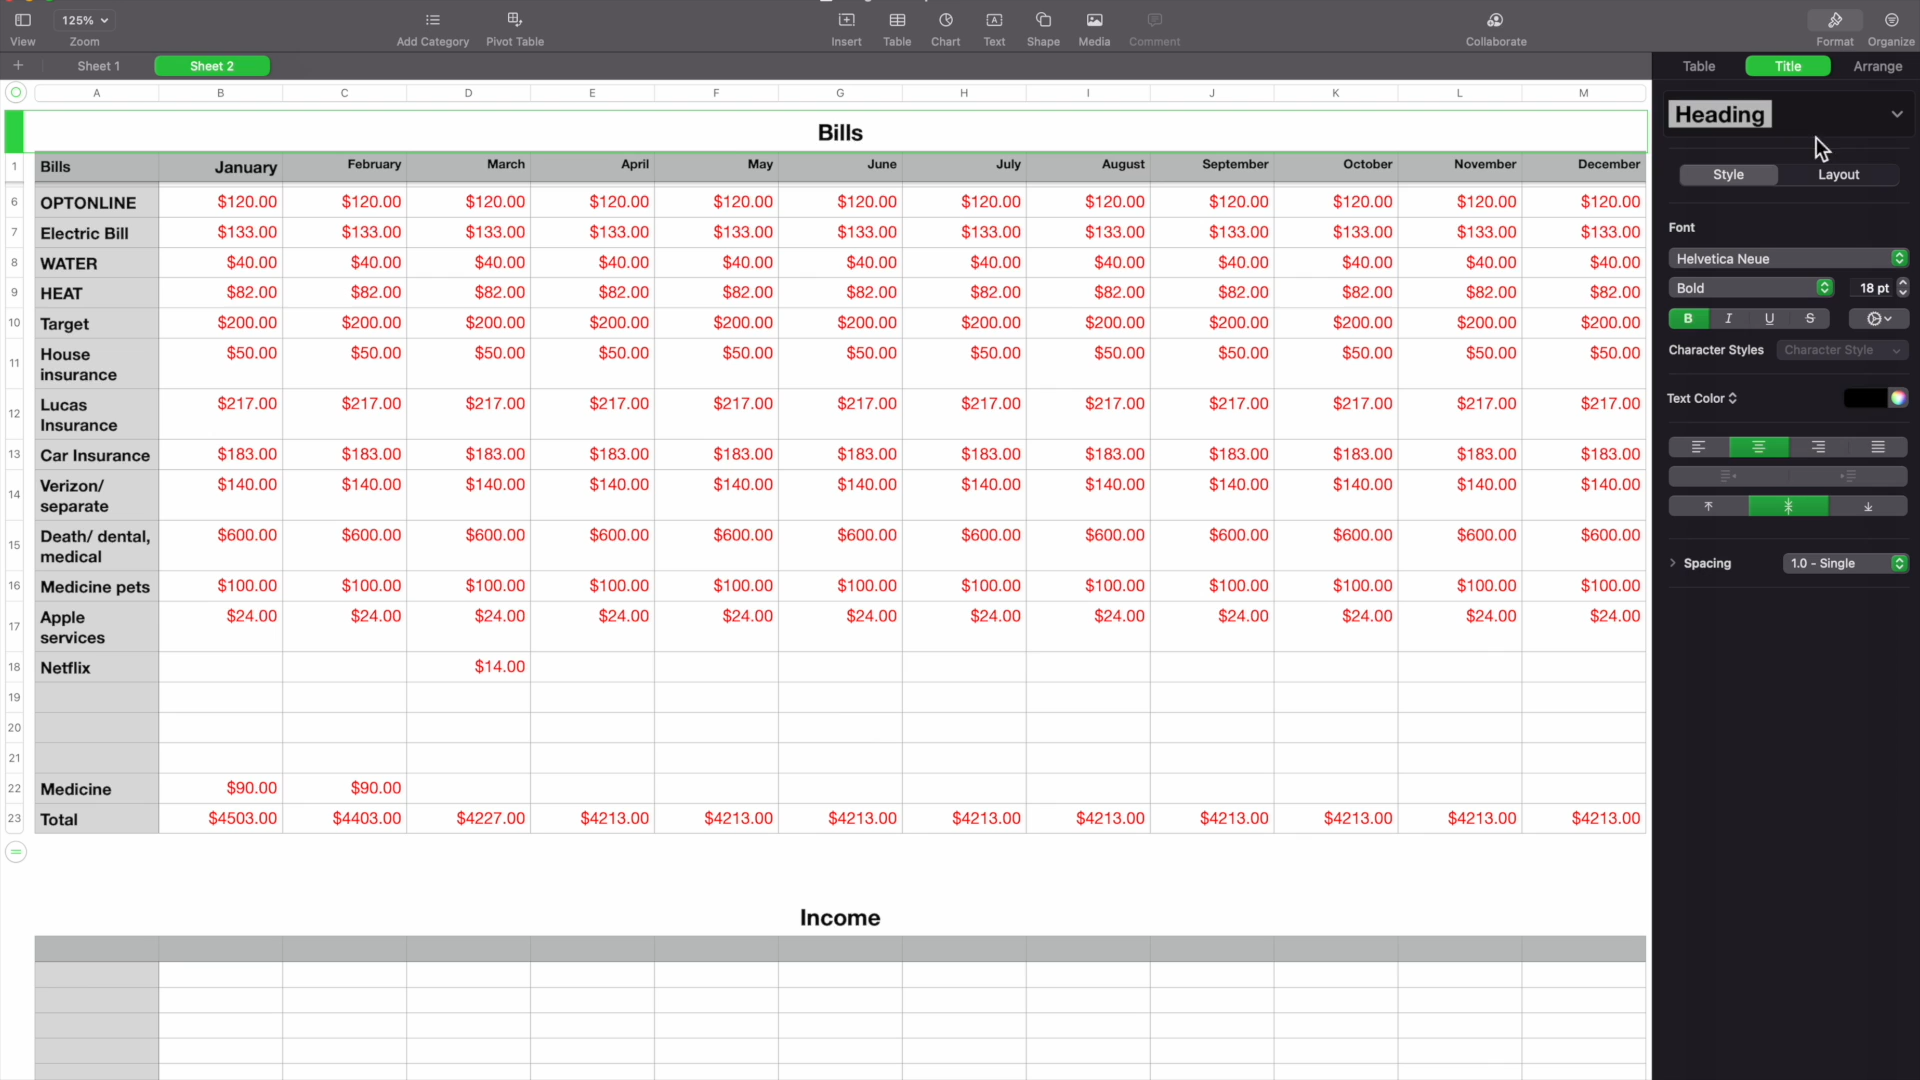 125%
View Zoom Add Category Pivot Table Insert Table Chart Text Shape Media Comment Collaborate Format Organize
Sheet 1 Sheet 2 Table Title Arrange
A B C D E F G H I J K L M
Bills
1 Bills January February March April May June July August September October November December
6 OPTONLINE $120.00 $120.00 $120.00 $120.00 $120.00 $120.00 $120.00 $120.00 $120.00 $120.00 $120.00 $120.00
7 Electric Bill $133.00 $133.00 $133.00 $133.00 $133.00 $133.00 $133.00 $133.00 $133.00 $133.00 $133.00 $133.00
8 WATER $40.00 $40.00 $40.00 $40.00 $40.00 $40.00 $40.00 $40.00 $40.00 $40.00 $40.00 $40.00
9 HEAT $82.00 $82.00 $82.00 $82.00 $82.00 $82.00 $82.00 $82.00 $82.00 $82.00 $82.00 $82.00
10 Target $200.00 $200.00 $200.00 $200.00 $200.00 $200.00 $200.00 $200.00 $200.00 $200.00 $200.00 $200.00
11 House insurance $50.00 $50.00 $50.00 $50.00 $50.00 $50.00 $50.00 $50.00 $50.00 $50.00 $50.00 $50.00
12 Lucas Insurance $217.00 $217.00 $217.00 $217.00 $217.00 $217.00 $217.00 $217.00 $217.00 $217.00 $217.00 $217.00
13 Car Insurance $183.00 $183.00 $183.00 $183.00 $183.00 $183.00 $183.00 $183.00 $183.00 $183.00 $183.00 $183.00
14 Verizon/ separate $140.00 $140.00 $140.00 $140.00 $140.00 $140.00 $140.00 $140.00 $140.00 $140.00 $140.00 $140.00
15 Death/ dental, medical $600.00 $600.00 $600.00 $600.00 $600.00 $600.00 $600.00 $600.00 $600.00 $600.00 $600.00 $600.00
16 Medicine pets $100.00 $100.00 $100.00 $100.00 $100.00 $100.00 $100.00 $100.00 $100.00 $100.00 $100.00 $100.00
17 Apple services $24.00 $24.00 $24.00 $24.00 $24.00 $24.00 $24.00 $24.00 $24.00 $24.00 $24.00 $24.00
18 Netflix $14.00
19
20
21
22 Medicine $90.00 $90.00
23 Total $4503.00 $4403.00 $4227.00 $4213.00 $4213.00 $4213.00 $4213.00 $4213.00 $4213.00 $4213.00 $4213.00 $4213.00
Income
Heading
Style Layout
Font
Helvetica Neue
Bold 18 pt
B I U S
Character Styles Character Style
Text Color
Spacing 1.0 - Single